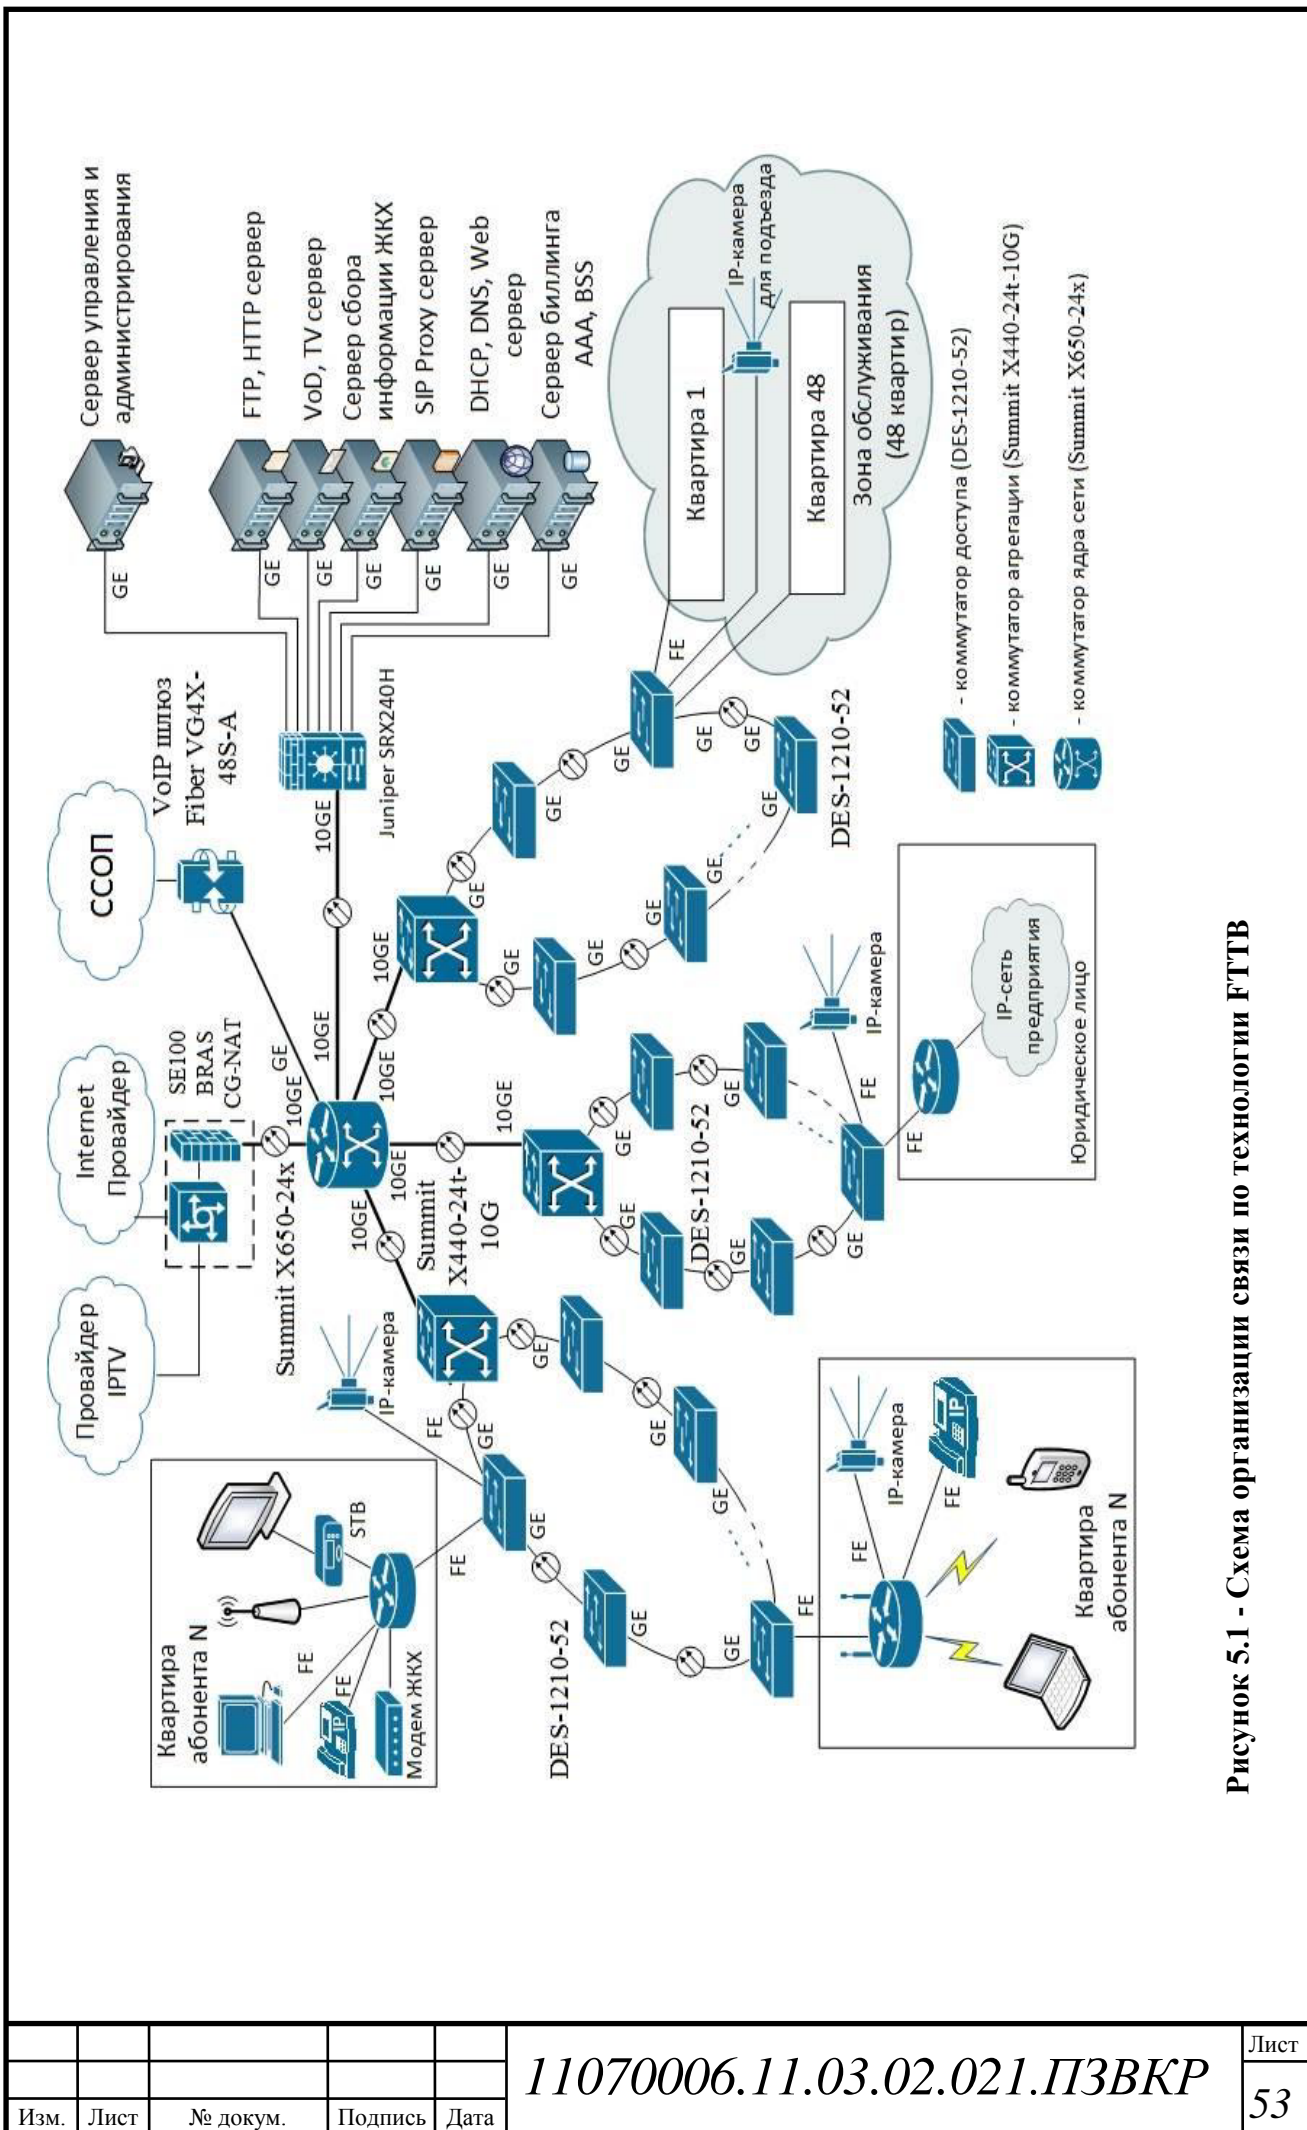 Провайдер
IPTV
Internet
Провайдер
ССОП
VoIP шлюз
Fiber VG4X-
48S-A
Сервер управления и
администрирования
GE
SE100
BRAS
CG-NAT
FTP, HTTP сервер
GE
VoD, TV сервер
GE
Сервер сбора
информации ЖКХ
GE
SIP Proxy сервер
GE
DHCP, DNS, Web
сервер
GE
Сервер биллинга
AAA, BSS
GE
Juniper SRX240H
10GE
10GE
GE
10GE
Summit X650-24x
10GE
10GE
10GE
10GE
10GE
Summit
X440-24t-
10G
Квартира
абонента N
STB
FE
FE
IP
Модем ЖКХ
FE
IP-камера
FE
GE
GE
GE
DES-1210-52
GE
GE
GE
GE
GE
FE
GE
GE
GE
GE
GE
GE
DES-1210-52
IP-камера
FE
FE
GE
GE
GE
GE
GE
GE
GE
GE
GE
GE
GE
GE
DES-1210-52
FE
Квартира 1
IP-камера
для подъезда
Квартира 48
Зона обслуживания
(48 квартир)
Квартира
абонента N
FE
IP-камера
FE
IP
IP-сеть
предприятия
Юридическое лицо
- коммутатор доступа (DES-1210-52)
- коммутатор агрегации (Summit X440-24t-10G)
- коммутатор ядра сети (Summit X650-24x)
Рисунок 5.1 - Схема организации связи по технологии FTTB
11070006.11.03.02.021.ПЗВКР
Лист
53
Изм. Лист № докум. Подпись Дата